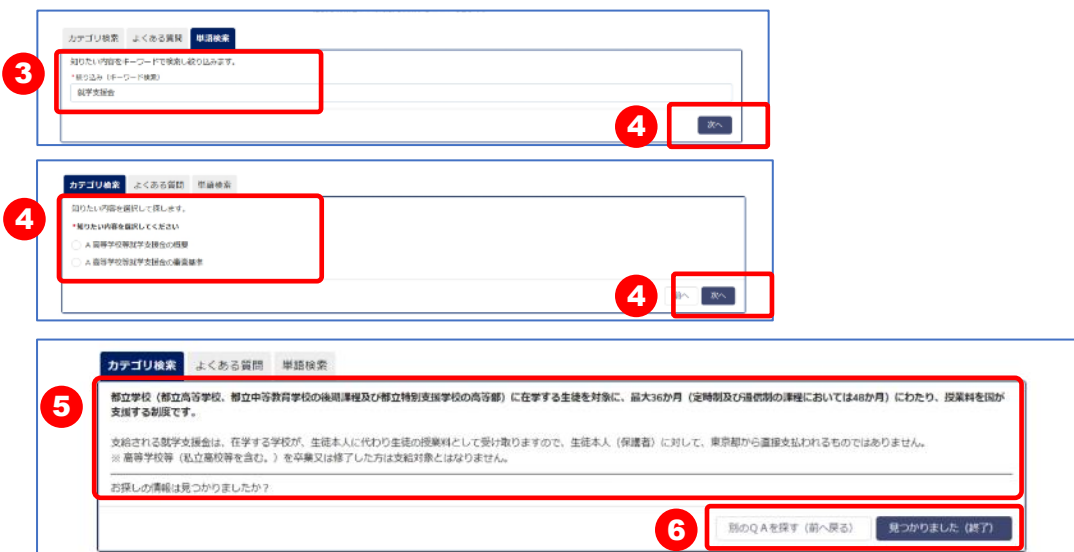 カテゴリ検索 よくある質問 単語検索
3
知りたい内容をキーワードで検索し絞り込みます。
*絞り込み（キーワード検索）
就学支援金
4
次へ
カテゴリ検索 よくある質問 単語検索
4
知りたい内容を選択して探します。
*知りたい内容を選択してください
A 高等学校等就学支援金の概要
A 高等学校等就学支援金の審査基準
4
前へ 次へ
カテゴリ検索 よくある質問 単語検索
5
都立学校（都立高等学校、都立中等教育学校の後期課程及び都立特別支援学校の高等部）に在学する生徒を対象に、最大36か月（定時制及び通信制の課程においては48か月）にわたり、授業料を国が
支援する制度です。
支給される就学支援金は、在学する学校が、生徒本人に代わり生徒の授業料として受け取りますので、生徒本人（保護者）に対して、東京都から直接支払われるものではありません。
※ 高等学校等（私立高校等を含む。）を卒業又は修了した方は支給対象とはなりません。
お探しの情報は見つかりましたか？
6
別のQAを探す（前へ戻る） 見つかりました（終了）